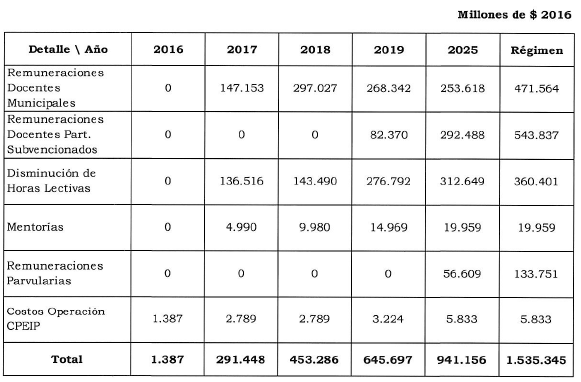 Millones de $ 2016
Detalle \ Año 2016 2017 2018 2019 2025 Régimen
Remuneraciones
Docentes
Municipales
0 147.153 297.027 268.342 253.618 471.564
Remuneraciones
Docentes Part.
Subvencionados
0 0 0 82.370 292.488 543.837
Disminución de
Horas Lectivas
0 136.516 143.490 276.792 312.649 360.401
Mentorías 0 4.990 9.980 14.969 19.959 19.959
Remuneraciones
Parvularias
0 0 0 0 56.609 133.751
Costos Operación
CPEIP
1.387 2.789 2.789 3.224 5.833 5.833
Total 1.387 291.448 453.286 645.697 941.156 1.535.345